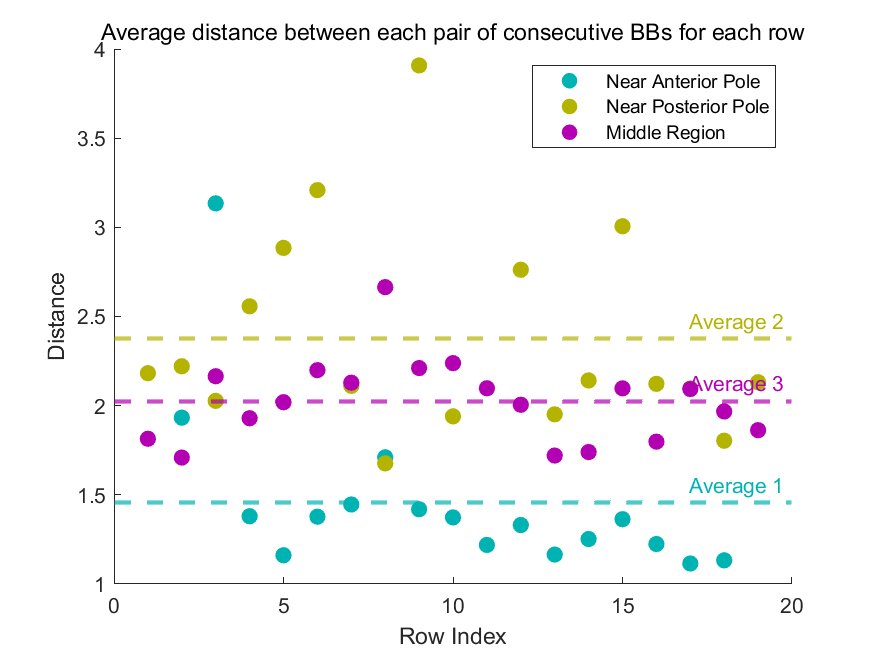 Average distance between each pair of consecutive BBs for each row
Near Anterior Pole
Near Posterior Pole
Middle Region
4
3.5
3
2.5
2
1.5
1
Distance
Average 2
Average 3
Average 1
0
5
10
15
20
Row Index